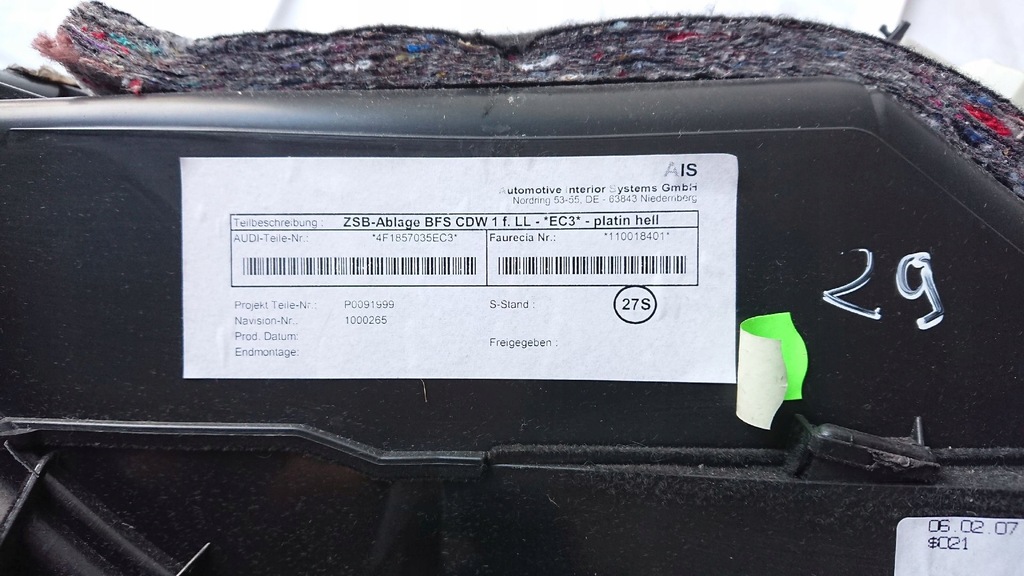 AIS
Automotive Interior Systems GmbH
Nordring 53-55, DE - 63843 Niedernberg
Teilbeschreibung : ZSB-Ablage BFS CDW 1 f. LL - *EC3* - platin hell
AUDI-Teile-Nr.: *4F1857035EC3* Faurecia Nr.: *110018401*
Projekt Teile-Nr.: P0091999 S-Stand : 27S
Navision-Nr.: 1000265
Prod. Datum:
Freigegeben :
Endmontage:
29
06.02.07
$021